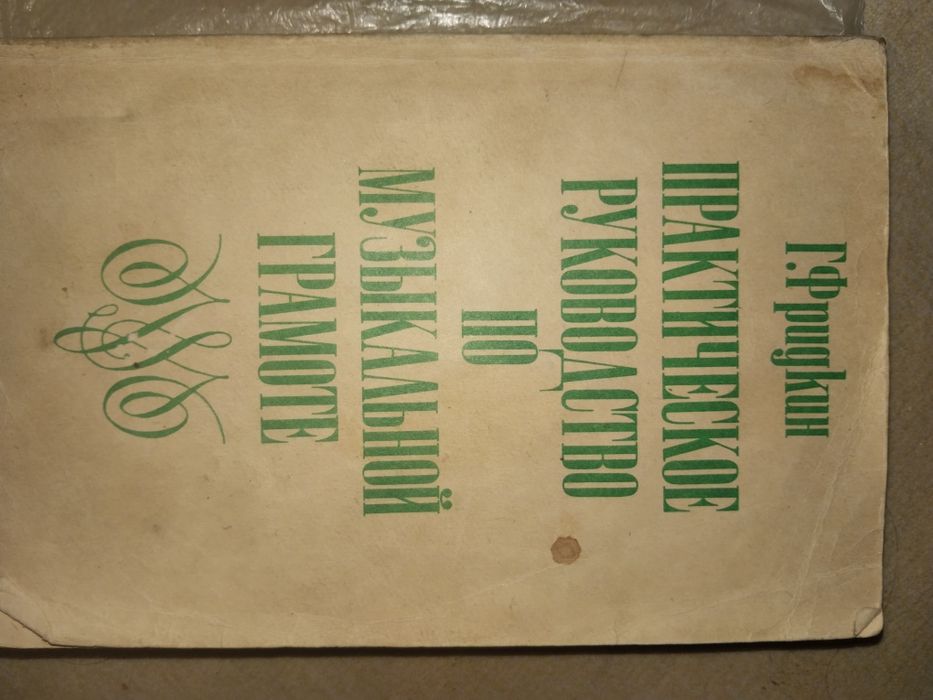 Г. Фридкин
ПРАКТИЧЕСКОЕ
РУКОВОДСТВО
ПО
МУЗЫКАЛЬНОЙ
ГРАМОТЕ